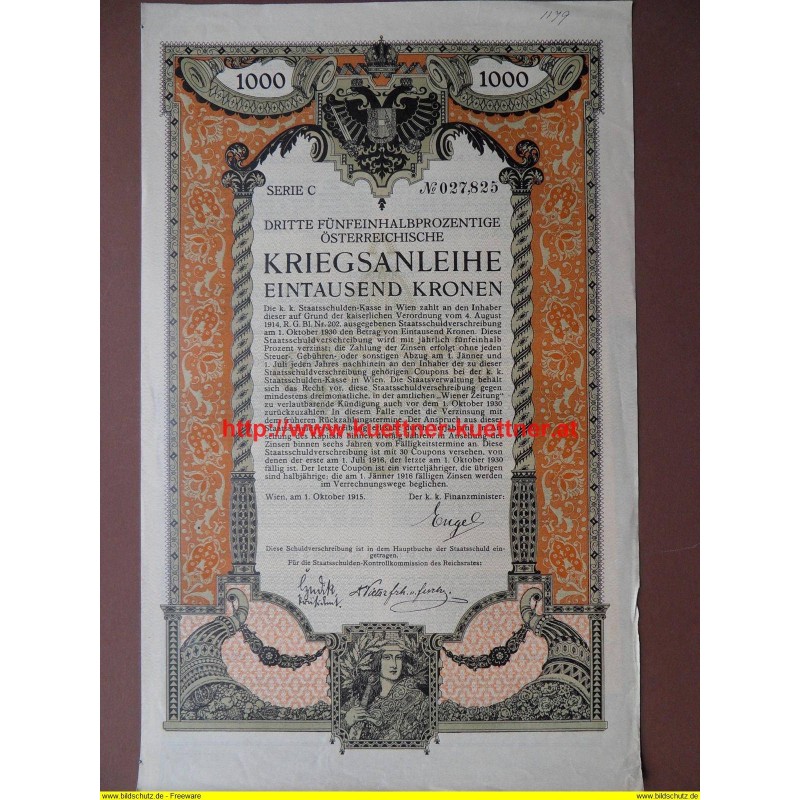 1179
1000 1000
SERIE C № 027,825
DRITTE FÜNFEINHALBPROZENTIGE
ÖSTERREICHISCHE
KRIEGSANLEIHE
EINTAUSEND KRONEN
Die k. k. Staatsschulden-Kasse in Wien zahlt an den Inhaber
dieser auf Grund der kaiserlichen Verordnung vom 4. August
1914, R. G. Bl. Nr. 202, ausgegebenen Staatsschuldverschreibung
am 1. Oktober 1930 den Betrag von Eintausend Kronen. Diese
Staatsschuldverschreibung wird mit jährlich fünfeinhalb
Prozent verzinst; die Zahlung der Zinsen erfolgt ohne jeden
Steuer-, Gebühren- oder sonstigen Abzug am 1. Jänner und
1. Juli jeden Jahres nachhinein an den Inhaber der zu dieser
Staatsschuldverschreibung gehörigen Coupons bei der k. k.
Staatsschulden-Kasse in Wien. Die Staatsverwaltung behält
sich das Recht vor, diese Staatsschuldverschreibung gegen
mindestens dreimonatliche, in der amtlichen „Wiener Zeitung"
zu verlautbarende Kündigung auch vor dem 1. Oktober 1930
zurückzuzahlen. In diesem Falle endet die Verzinsung mit
dem früheren Rückzahlungstermine. Der Anspruch aus dieser
http://www.kuettner-kuettner.at
Zinsen binnen sechs Jahren vom Fälligkeitstermine an. Diese
Staatsschuldverschreibung ist mit 30 Coupons versehen, von
denen der erste am 1. Juli 1916, der letzte am 1. Oktober 1930
fällig ist. Der letzte Coupon ist ein vierteljähriger, die übrigen
sind halbjährige; die am 1. Jänner 1916 fälligen Zinsen werden
im Verrechnungswege beglichen.
Wien, am 1. Oktober 1915. Der k. k. Finanzminister:
Engel
Diese Schuldverschreibung ist in dem Hauptbuche der Staatsschuld ein-
getragen.
Für die Staatsschulden-Kontrollkommission des Reichsrates:
www.bildschutz.de - Freeware www.bildschutz.de